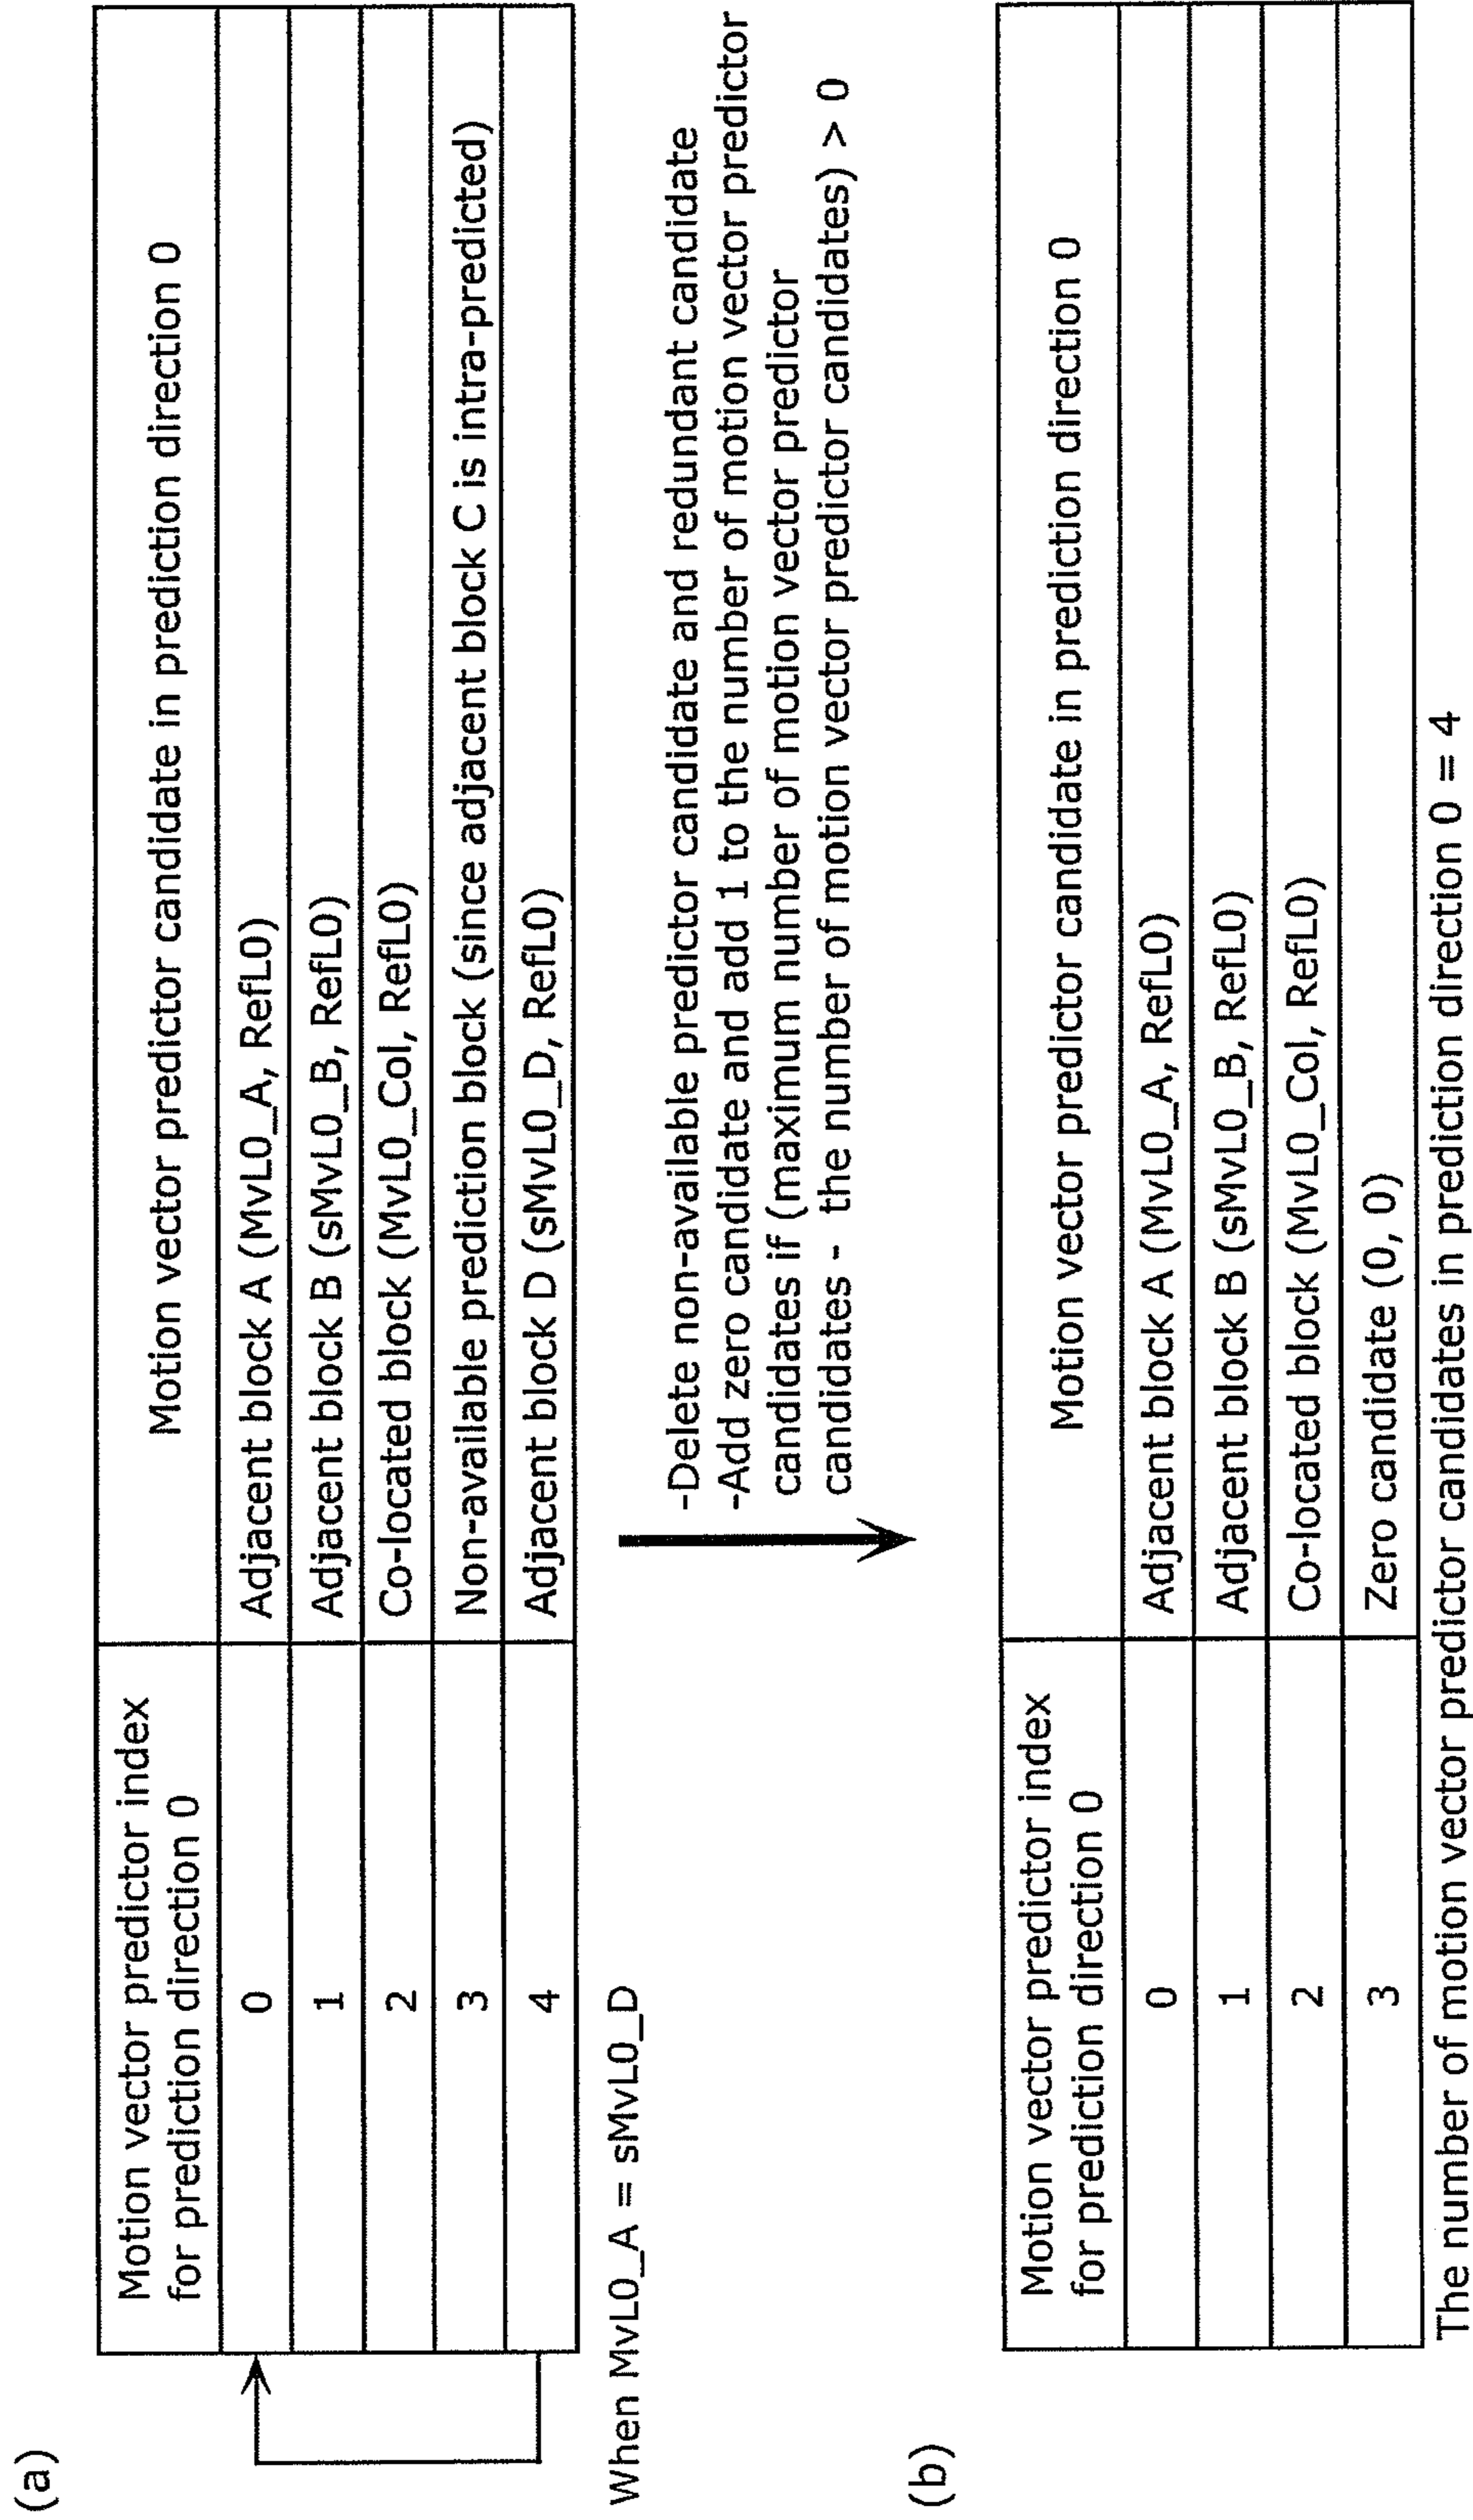 (a)
Motion vector predictor index
for prediction direction 0
Motion vector predictor candidate in prediction direction 0
0
Adjacent block A (MvL0_A, RefL0)
1
Adjacent block B (sMvL0_B, RefL0)
2
Co-located block (MvL0_Col, RefL0)
3
Non-available prediction block (since adjacent block C is intra-predicted)
4
Adjacent block D (sMvL0_D, RefL0)
When MvL0_A = sMvL0_D
-Delete non-available predictor candidate and redundant candidate
-Add zero candidate and add 1 to the number of motion vector predictor
candidates if (maximum number of motion vector predictor
candidates - the number of motion vector predictor candidates) > 0
(b)
Motion vector predictor index
for prediction direction 0
Motion vector predictor candidate in prediction direction 0
0
Adjacent block A (MvL0_A, RefL0)
1
Adjacent block B (sMvL0_B, RefL0)
2
Co-located block (MvL0_Col, RefL0)
3
Zero candidate (0, 0)
The number of motion vector predictor candidates in prediction direction 0 = 4